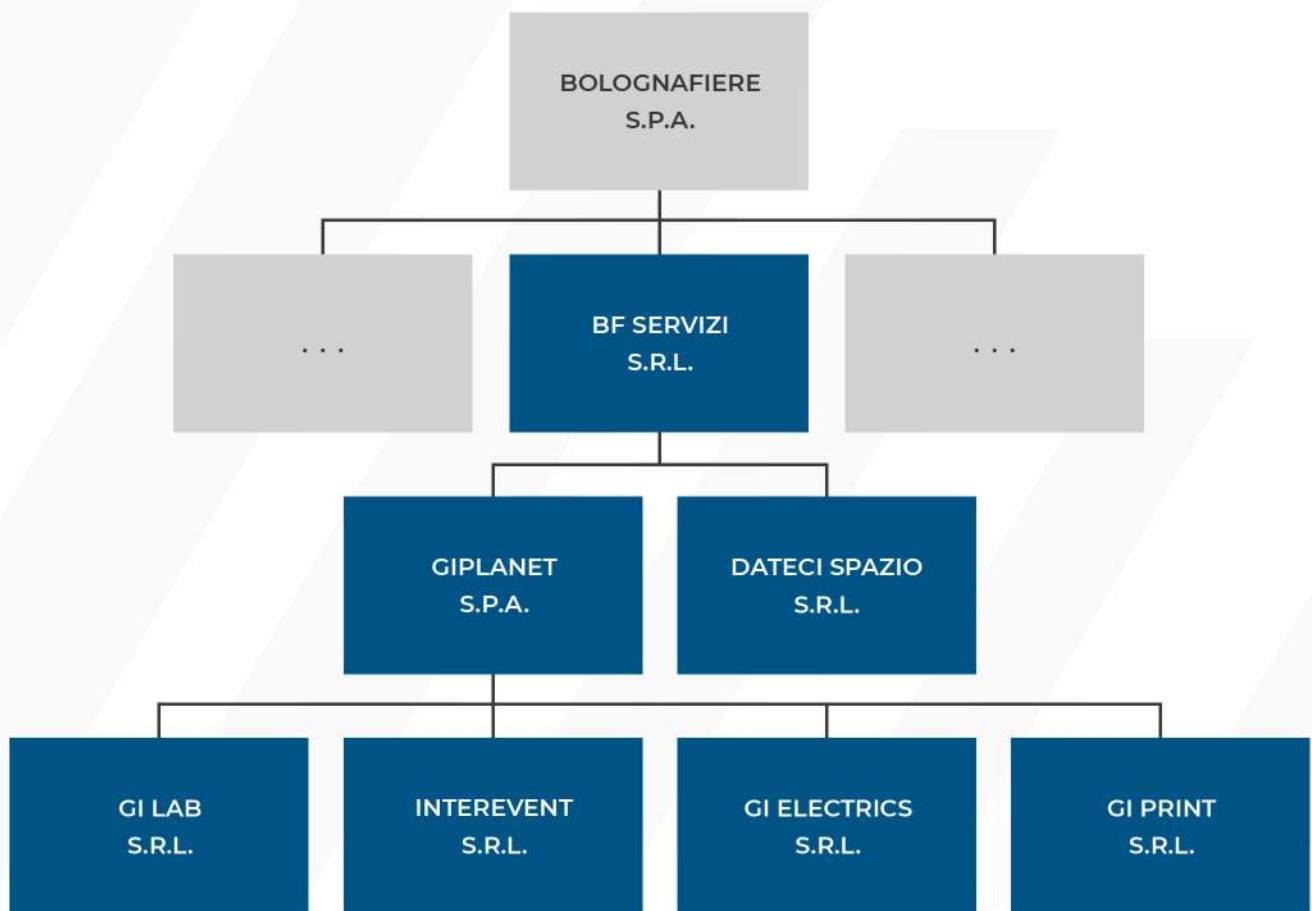 BOLOGNAFIERE
S.P.A.
. . .
BF SERVIZI
S.R.L.
. . .
GIPLANET
S.P.A.
DATECI SPAZIO
S.R.L.
GI LAB
S.R.L.
INTEREVENT
S.R.L.
GI ELECTRICS
S.R.L.
GI PRINT
S.R.L.